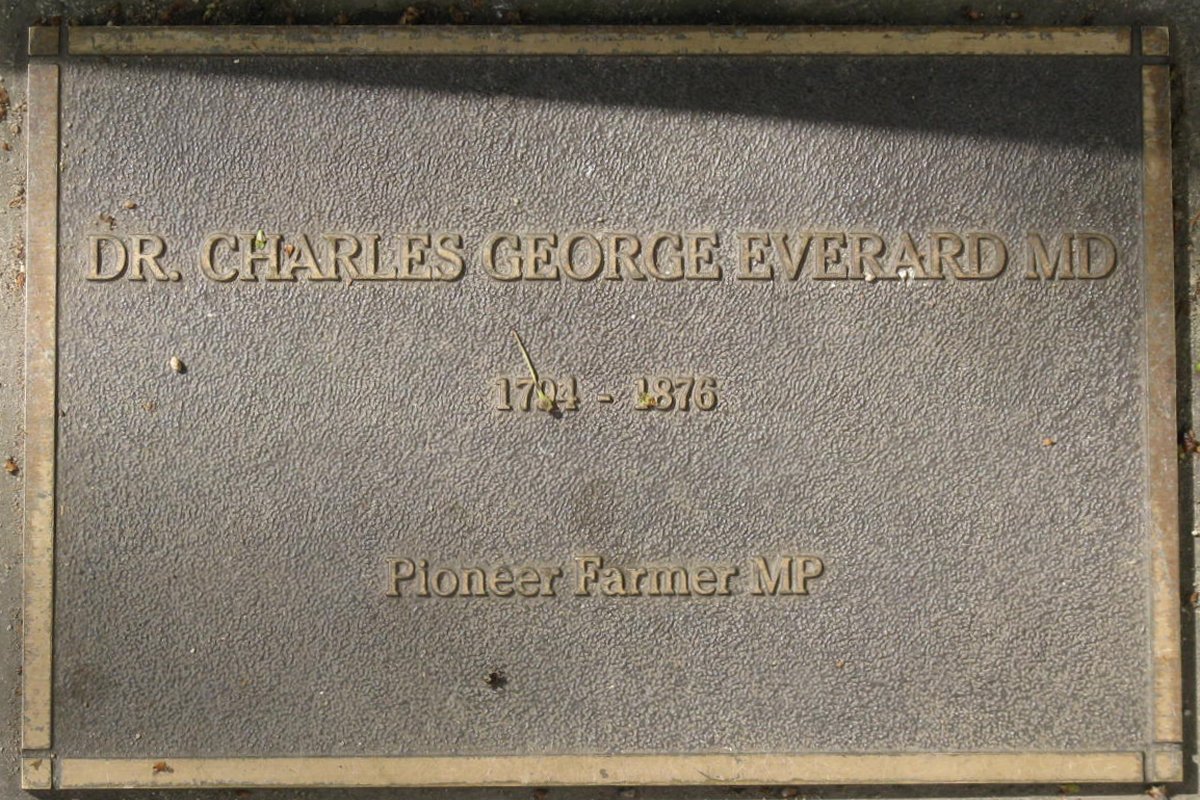 DR. CHARLES GEORGE EVERARD MD
1794 - 1876
Pioneer Farmer MP